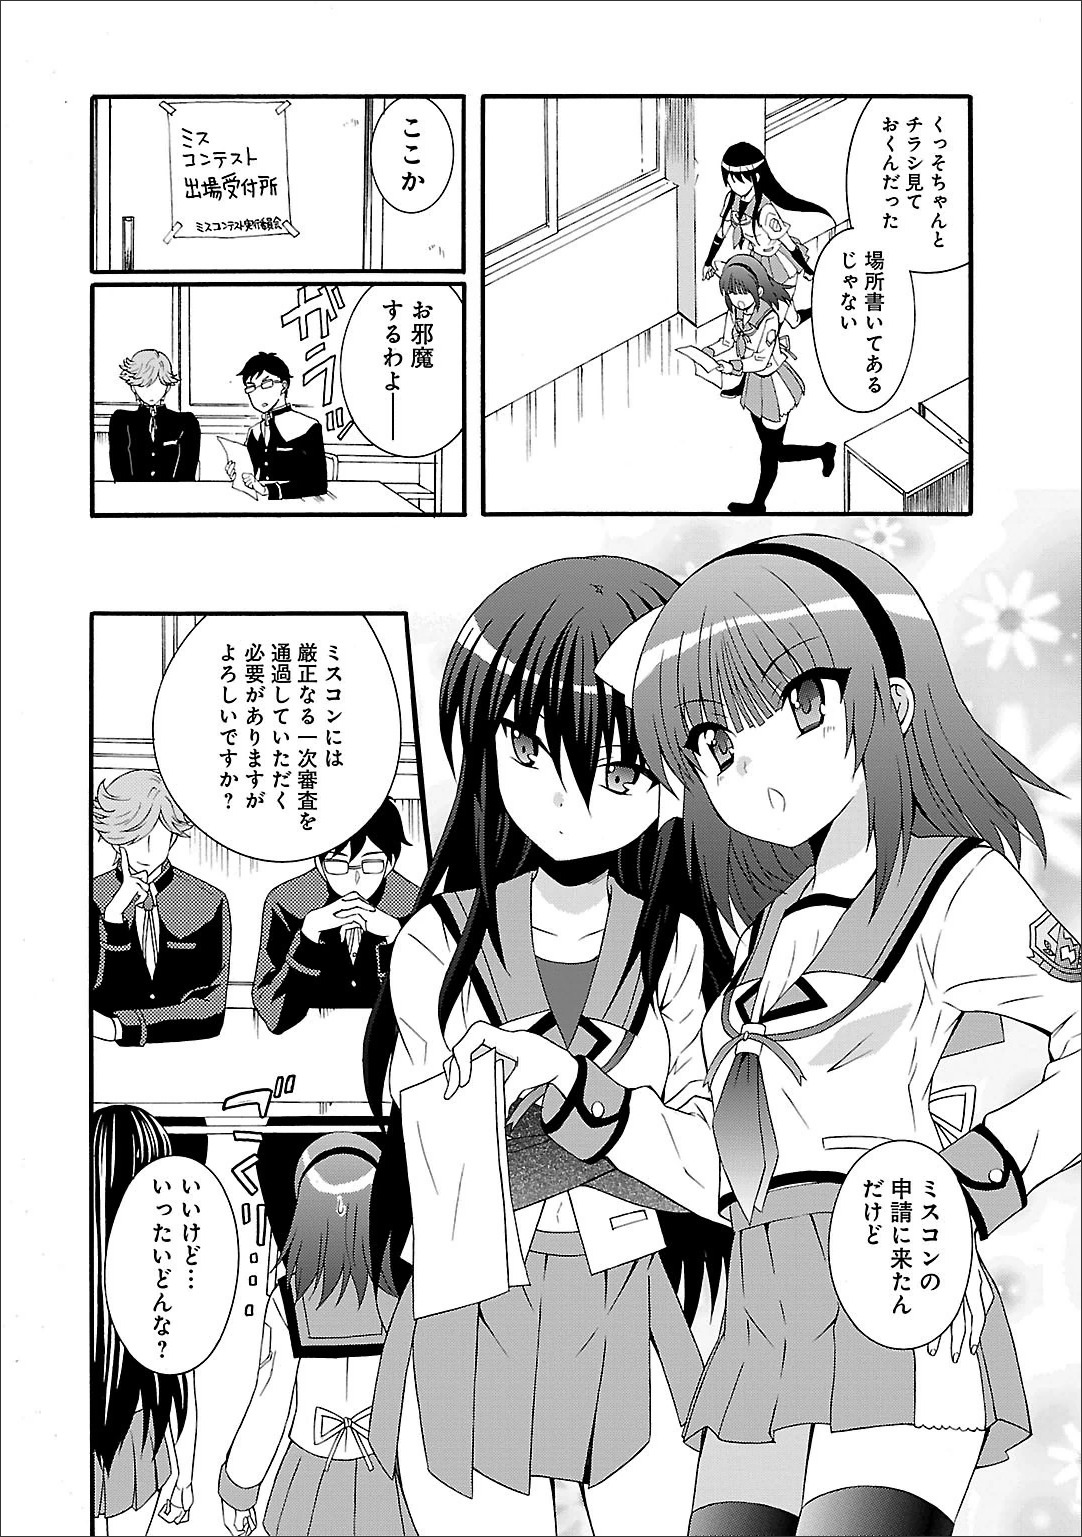 くっそちゃんと
チラシ見て
おくんだった
場所書いてある
じゃない
ここか
ミス
コンテスト
出場受付所
ミスコンテスト実行委員会
お邪魔
するわよ――
ガララ
ミスコンの
申請に来たん
だけど
ミスコンには
厳正なる一次審査を
通過していただく
必要がありますが
よろしいですか?
いいけど…
いったいどんな?